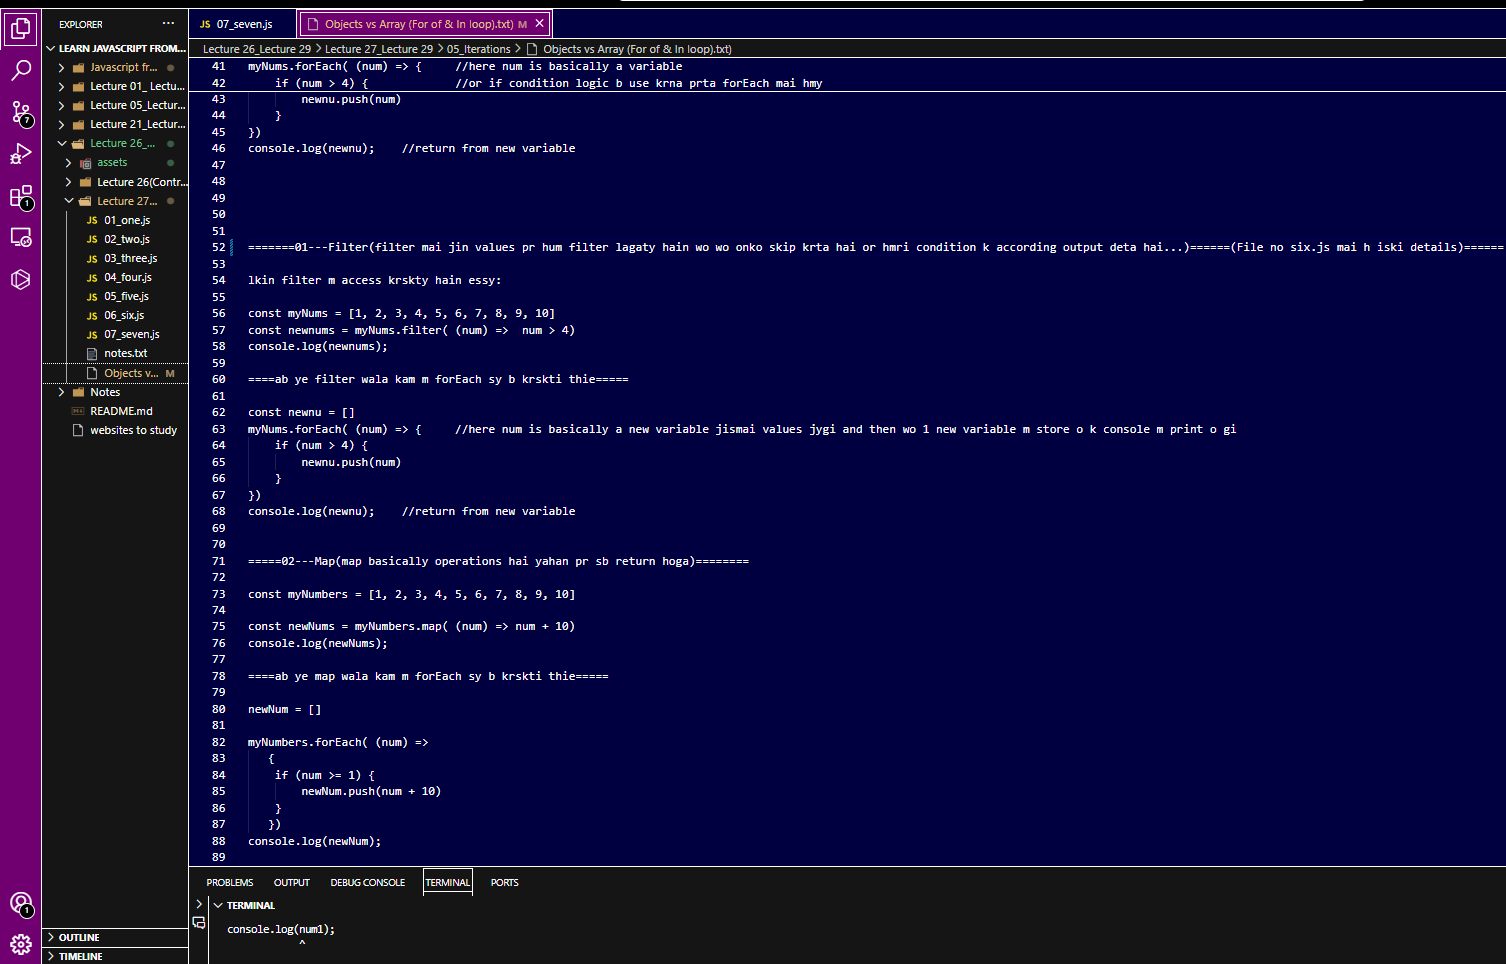 EXPLORER
···
LEARN JAVASCRIPT FROM...
Javascript fr...
Lecture 01_ Lectu...
Lecture 05_Lectur...
Lecture 21_Lectur...
Lecture 26_...
assets
Lecture 26(Contr...
Lecture 27...
JS 01_one.js
JS 02_two.js
JS 03_three.js
JS 04_four.js
JS 05_five.js
JS 06_six.js
JS 07_seven.js
notes.txt
Objects v... M
Notes
README.md
websites to study
OUTLINE
TIMELINE
7
1
1
JS 07_seven.js
Objects vs Array (For of & In loop).txt) M ×
Lecture 26_Lecture 29 > Lecture 27_Lecture 29 > 05_Iterations > Objects vs Array (For of & In loop).txt)
41 myNums.forEach( (num) => { //here num is basically a variable
42 if (num > 4) { //or if condition logic b use krna prta forEach mai hmy
43 newnu.push(num)
44 }
45 })
46 console.log(newnu); //return from new variable
47
48
49
50
51
52 =======01---Filter(filter mai jin values pr hum filter lagaty hain wo wo onko skip krta hai or hmri condition k according output deta hai...)======(File no six.js mai h iski details)======
53
54 lkin filter m access krskty hain essy:
55
56 const myNums = [1, 2, 3, 4, 5, 6, 7, 8, 9, 10]
57 const newnums = myNums.filter( (num) => num > 4)
58 console.log(newnums);
59
60 ====ab ye filter wala kam m forEach sy b krskti thie=====
61
62 const newnu = []
63 myNums.forEach( (num) => { //here num is basically a new variable jismai values jygi and then wo 1 new variable m store o k console m print o gi
64 if (num > 4) {
65 newnu.push(num)
66 }
67 })
68 console.log(newnu); //return from new variable
69
70
71 =====02---Map(map basically operations hai yahan pr sb return hoga)========
72
73 const myNumbers = [1, 2, 3, 4, 5, 6, 7, 8, 9, 10]
74
75 const newNums = myNumbers.map( (num) => num + 10)
76 console.log(newNums);
77
78 ====ab ye map wala kam m forEach sy b krskti thie=====
79
80 newNum = []
81
82 myNumbers.forEach( (num) =>
83 {
84 if (num >= 1) {
85 newNum.push(num + 10)
86 }
87 })
88 console.log(newNum);
89
PROBLEMS OUTPUT DEBUG CONSOLE TERMINAL PORTS
TERMINAL
console.log(num1);
^